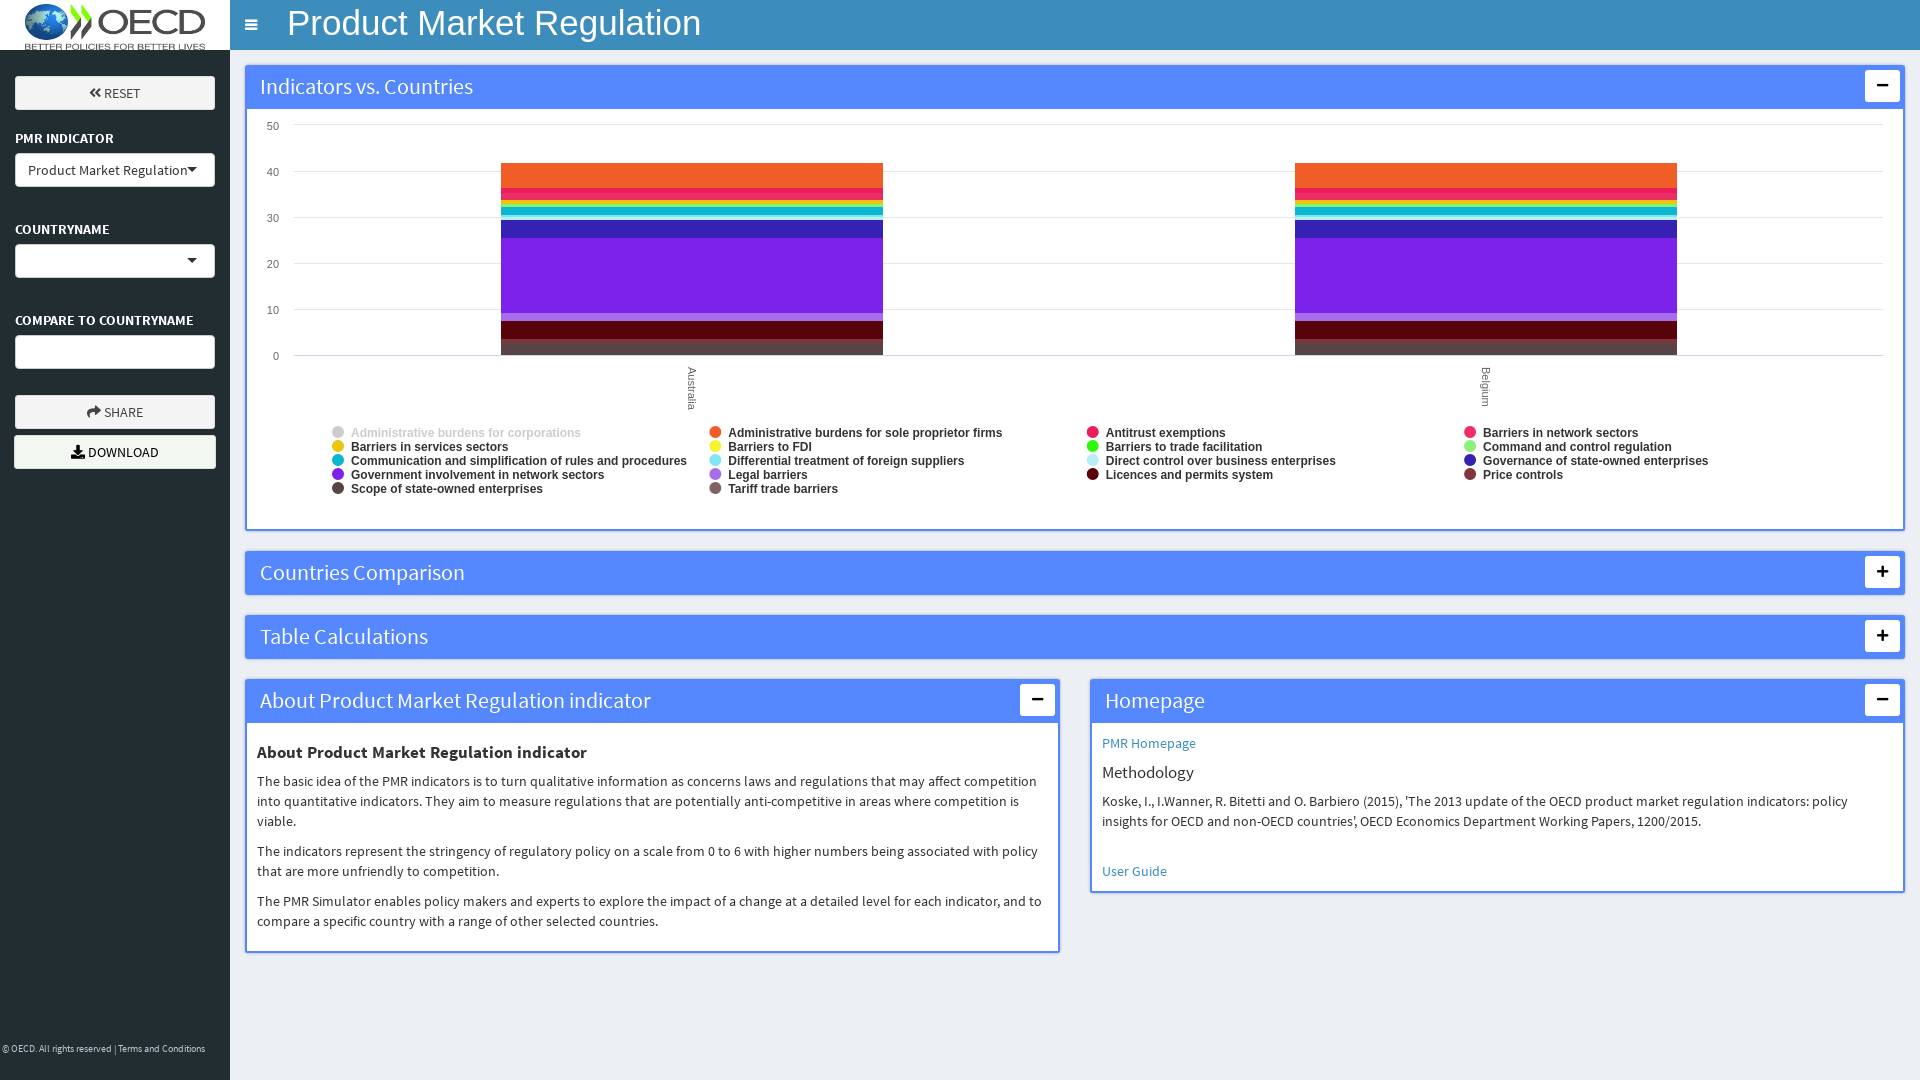 OECD
BETTER POLICIES FOR BETTER LIVES
Product Market Regulation
RESET
PMR INDICATOR
Product Market Regulation
COUNTRYNAME
COMPARE TO COUNTRYNAME
SHARE
DOWNLOAD
© OECD. All rights reserved | Terms and Conditions
Indicators vs. Countries
50
40
30
20
10
0
Australia
Belgium
Administrative burdens for corporations
Administrative burdens for sole proprietor firms
Antitrust exemptions
Barriers in network sectors
Barriers in services sectors
Barriers to FDI
Barriers to trade facilitation
Command and control regulation
Communication and simplification of rules and procedures
Differential treatment of foreign suppliers
Direct control over business enterprises
Governance of state-owned enterprises
Government involvement in network sectors
Legal barriers
Licences and permits system
Price controls
Scope of state-owned enterprises
Tariff trade barriers
Countries Comparison
Table Calculations
About Product Market Regulation indicator
About Product Market Regulation indicator
The basic idea of the PMR indicators is to turn qualitative information as concerns laws and regulations that may affect competition
into quantitative indicators. They aim to measure regulations that are potentially anti-competitive in areas where competition is
viable.
The indicators represent the stringency of regulatory policy on a scale from 0 to 6 with higher numbers being associated with policy
that are more unfriendly to competition.
The PMR Simulator enables policy makers and experts to explore the impact of a change at a detailed level for each indicator, and to
compare a specific country with a range of other selected countries.
Homepage
PMR Homepage
Methodology
Koske, I., I.Wanner, R. Bitetti and O. Barbiero (2015), 'The 2013 update of the OECD product market regulation indicators: policy
insights for OECD and non-OECD countries', OECD Economics Department Working Papers, 1200/2015.
User Guide